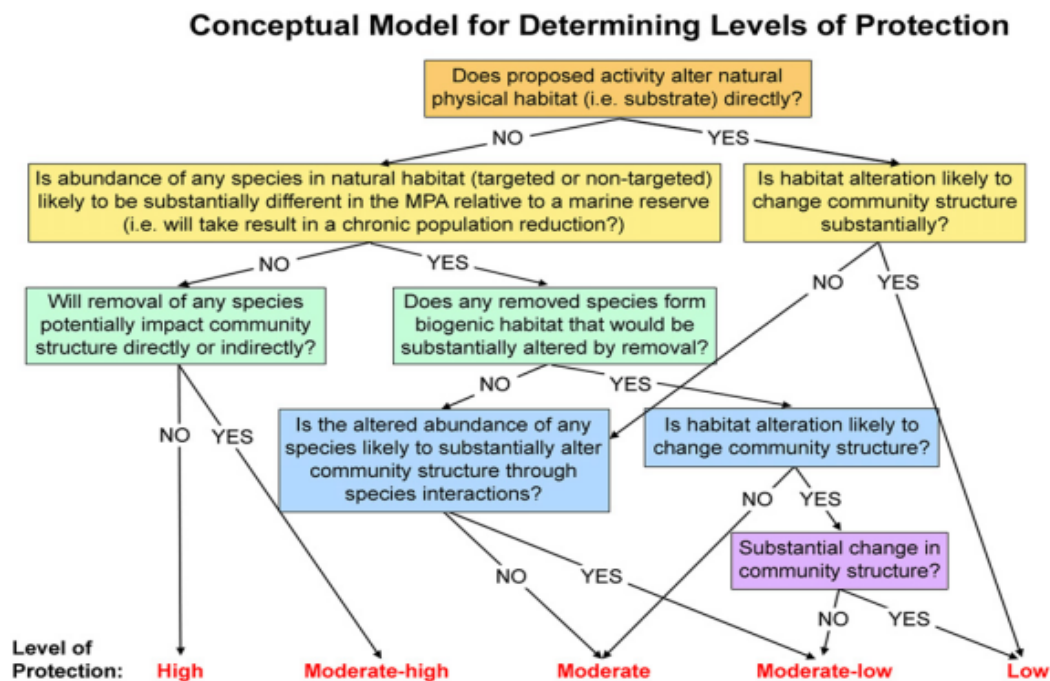 Conceptual Model for Determining Levels of Protection
Does proposed activity alter natural
physical habitat (i.e. substrate) directly?
NO
YES
Is abundance of any species in natural habitat (targeted or non-targeted)
likely to be substantially different in the MPA relative to a marine reserve
(i.e. will take result in a chronic population reduction?)
Is habitat alteration likely to
change community structure
substantially?
NO
YES
NO
YES
Will removal of any species
potentially impact community
structure directly or indirectly?
Does any removed species form
biogenic habitat that would be
substantially altered by removal?
NO
YES
NO
YES
Is the altered abundance of any
species likely to substantially alter
community structure through
species interactions?
Is habitat alteration likely to
change community structure?
NO
YES
NO
YES
Substantial change in
community structure?
NO
YES
Level of
Protection:
High
Moderate-high
Moderate
Moderate-low
Low